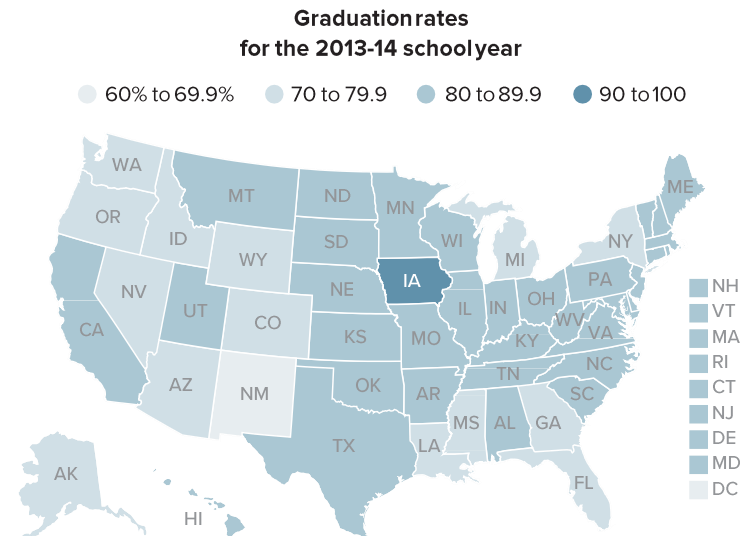 Graduation rates
for the 2013-14 school year
60% to 69.9% 70 to 79.9 80 to 89.9 90 to 100
WA
ME
MT
ND
MN
OR
ID
SD
WI
NY
WY
MI
IA
PA
NV
NE
NH
UT
IL
IN
OH
VT
CO
WV
CA
KS
MO
KY
VA
MA
NC
RI
AZ
NM
OK
AR
TN
SC
CT
MS
AL
GA
NJ
TX
LA
DE
AK
FL
MD
DC
HI